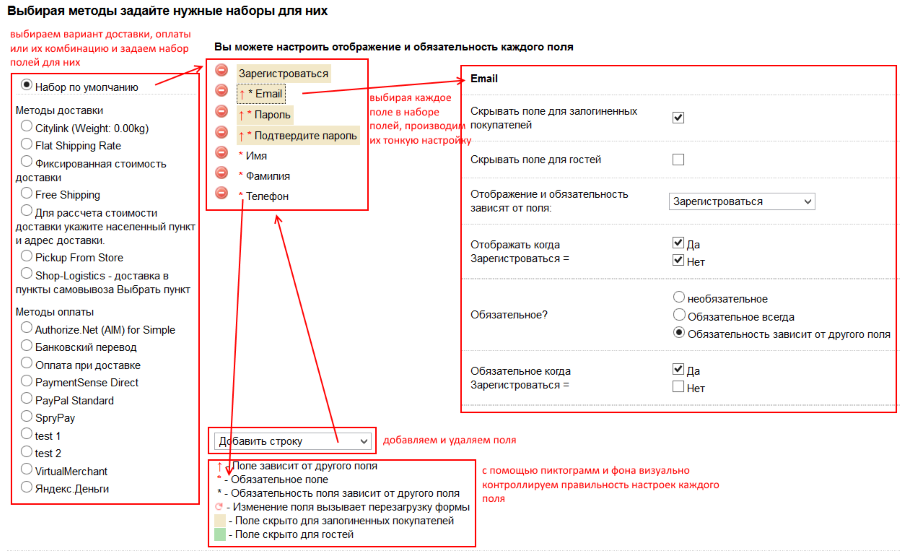 Выбирая методы задайте нужные наборы для них
выбираем вариант доставки, оплаты
или их комбинацию и задаем набор
полей для них
Набор по умолчанию
Методы доставки
Citylink (Weight: 0.00kg)
Flat Shipping Rate
Фиксированная стоимость
доставки
Free Shipping
Для рассчета стоимости
доставки укажите населенный пункт
и адрес доставки.
Pickup From Store
Shop-Logistics - доставка в
пункты самовывоза Выбрать пункт
Методы оплаты
Authorize.Net (AIM) for Simple
Банковский перевод
Оплата при доставке
PaymentSense Direct
PayPal Standard
SpryPay
test 1
test 2
VirtualMerchant
Яндекс.Деньги
Вы можете настроить отображение и обязательность каждого поля
Зарегистроваться
↑ * Email
↑ * Пароль
↑ * Подтвердите пароль
* Имя
* Фамилия
* Телефон
выбирая каждое
поле в наборе
полей, производим
их тонкую настройку
Email
Скрывать поле для запогиненных
покупателей
Скрывать поле для гостей
Отображение и обязательность
зависят от поля:
Зарегистроваться
Отображать когда
Зарегистроваться =
Да
Нет
Обязательное?
необязательное
Обязательное всегда
Обязательность зависит от другого поля
Обязательное когда
Зарегистроваться =
Да
Нет
Добавить строку
добавляем и удаляем поля
↑ - Поле зависит от другого поля
* - Обязательное поле
* - Обязательность поля зависит от другого поля
- Изменение поля вызывает перезагрузку формы
- Поле скрыто для запогиненных покупателей
- Поле скрыто для гостей
с помощью пиктограмм и фона визуально
контроллируем правильность настроек каждого
поля